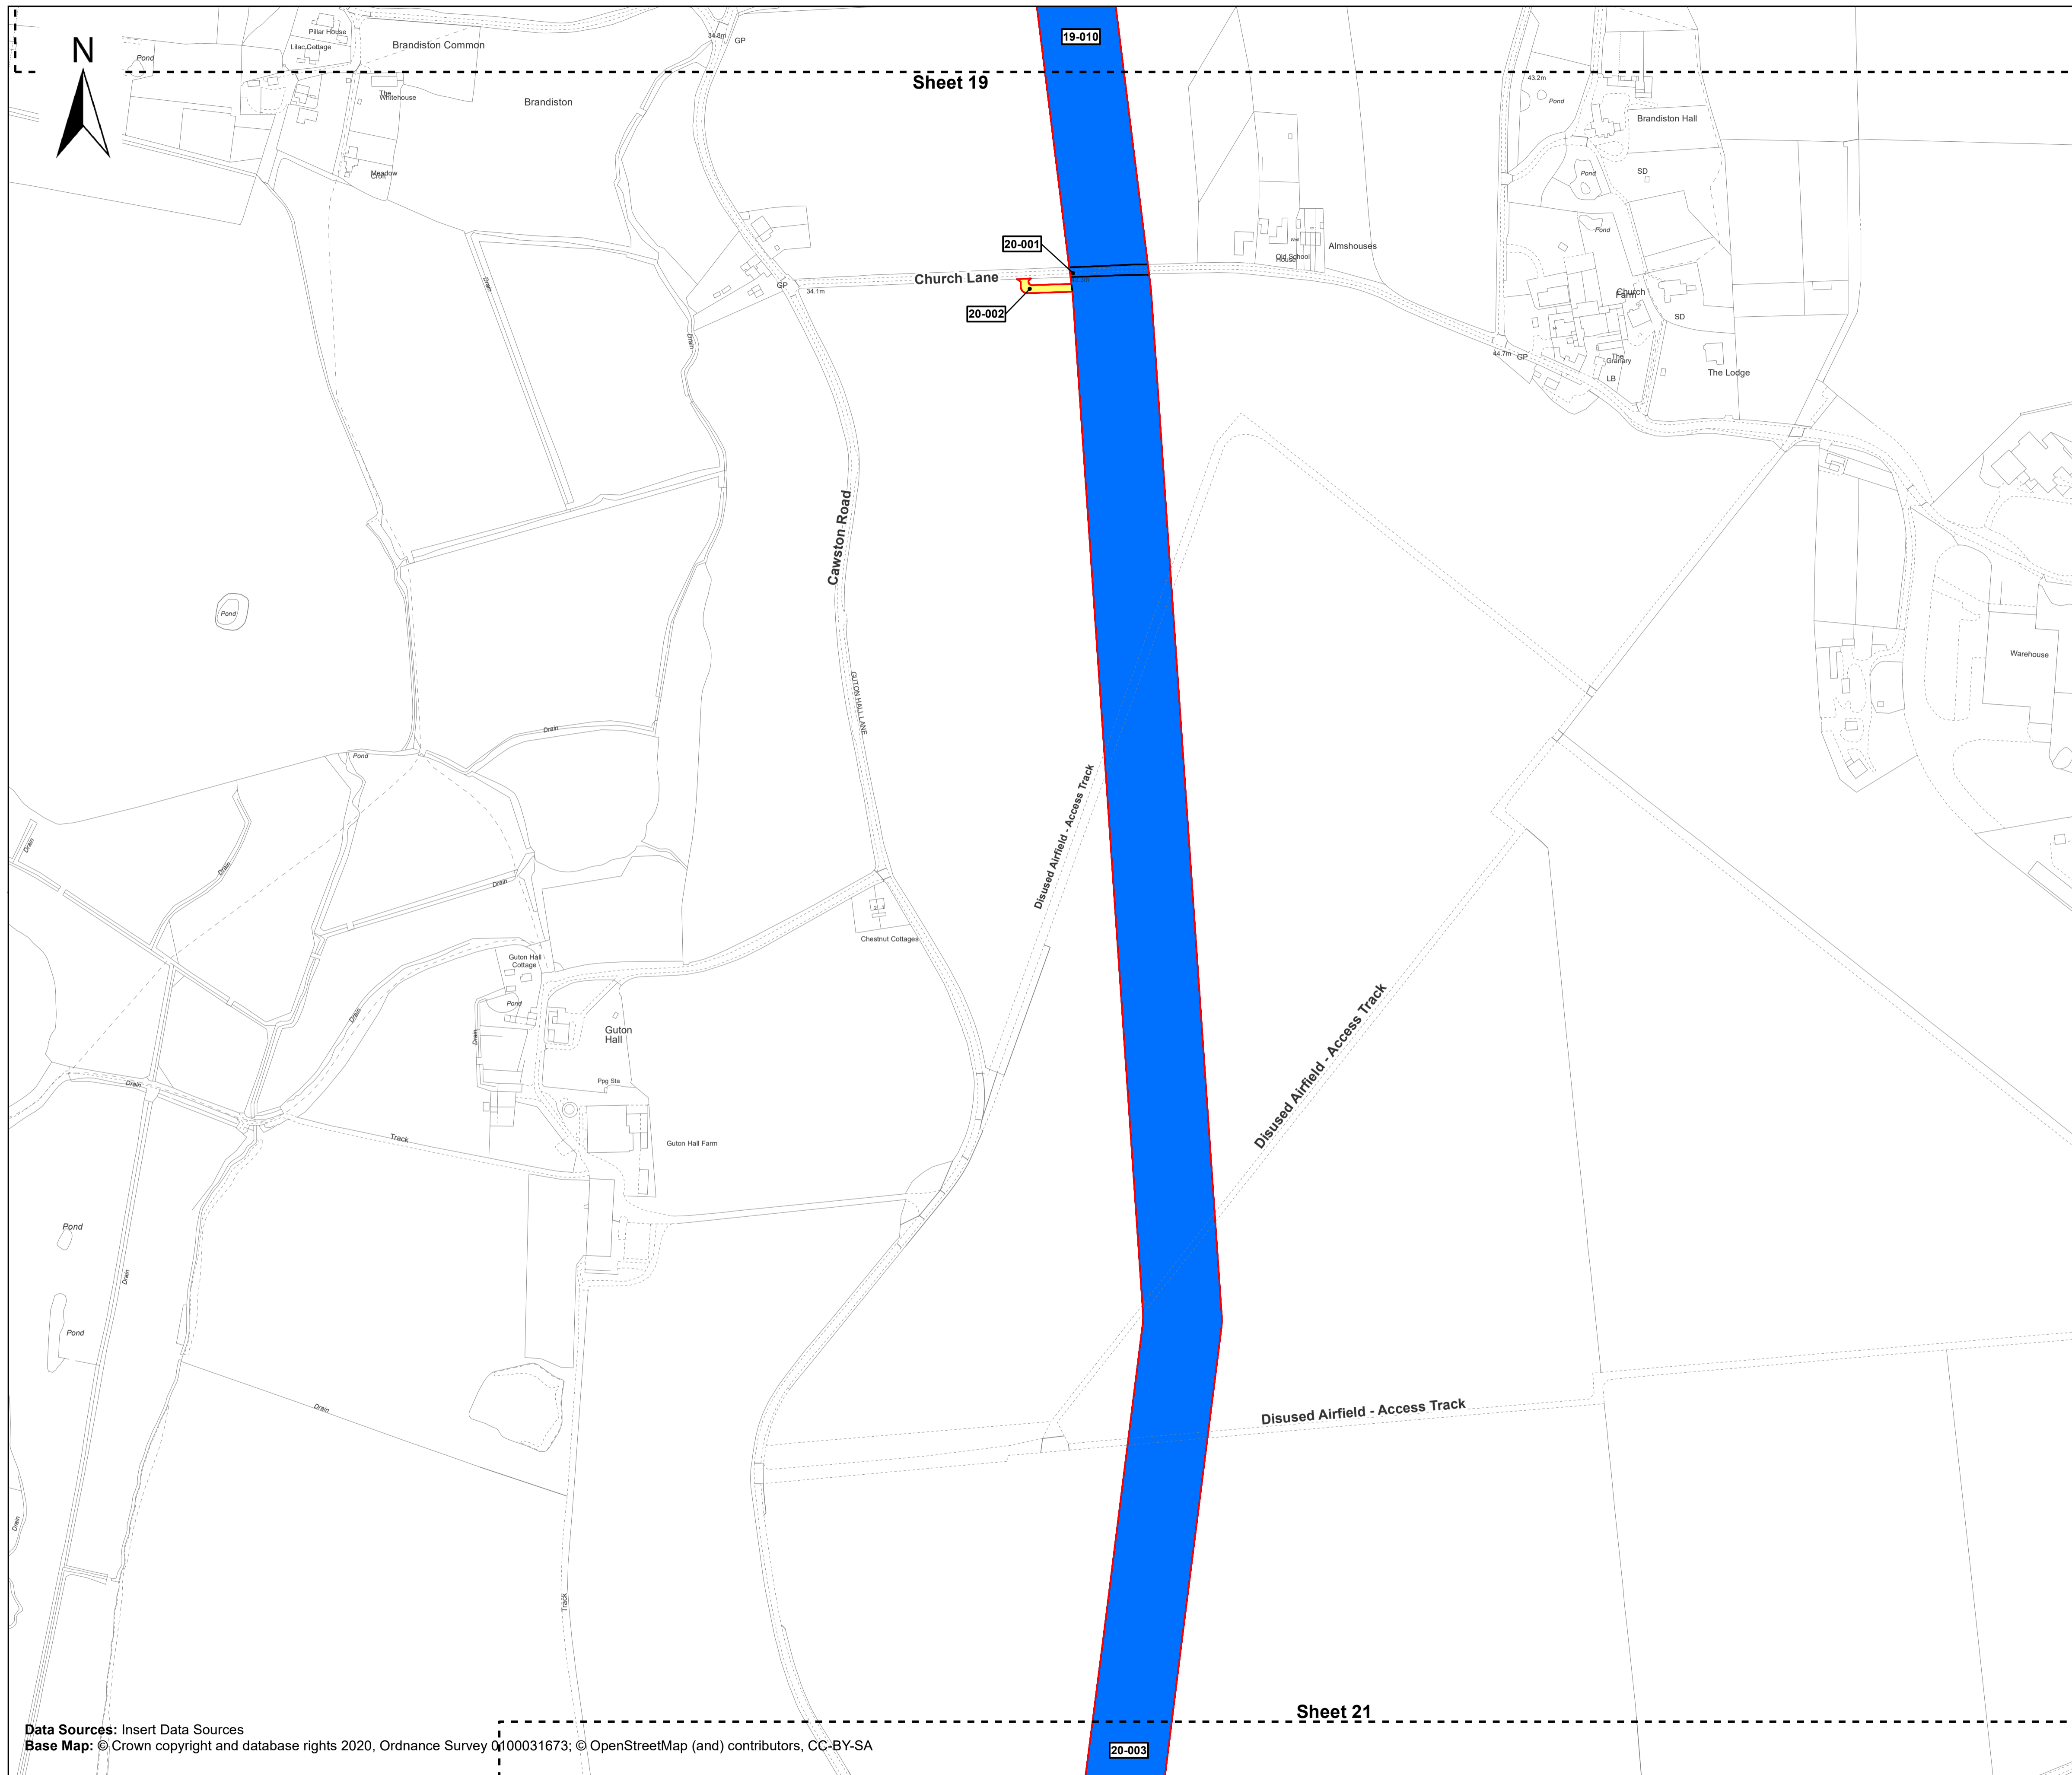 19-010
Pillar House
34.8m
GP
Lilac Cottage
Brandiston Common
N
Pond
43.2m
Sheet 19
The
Whitehouse
Brandiston
Pond
Brandiston Hall
Meadow
Croft
Pond
SD
Pond
20-001
Almshouses
Old School
House
Church Lane
Drain
GP
34.1m
Church
Farm
20-002
SD
Drain
44.7m
GP
The
Granary
The Lodge
LB
Cawston Road
Pond
Warehouse
GUTON HALL LANE
Drain
Pond
Disused Airfield - Access Track
Drain
Drain
Drain
Chestnut Cottages
Guton Hall
Cottage
Pond
Drain
Drain
Guton
Hall
Disused Airfield - Access Track
Ppg Sta
Drain
Track
Guton Hall Farm
Pond
Drain
Pond
Drain
Disused Airfield - Access Track
Drain
Track
Sheet 21
Data Sources: Insert Data Sources
Base Map: © Crown copyright and database rights 2020, Ordnance Survey 0100031673; © OpenStreetMap (and) contributors, CC-BY-SA
20-003